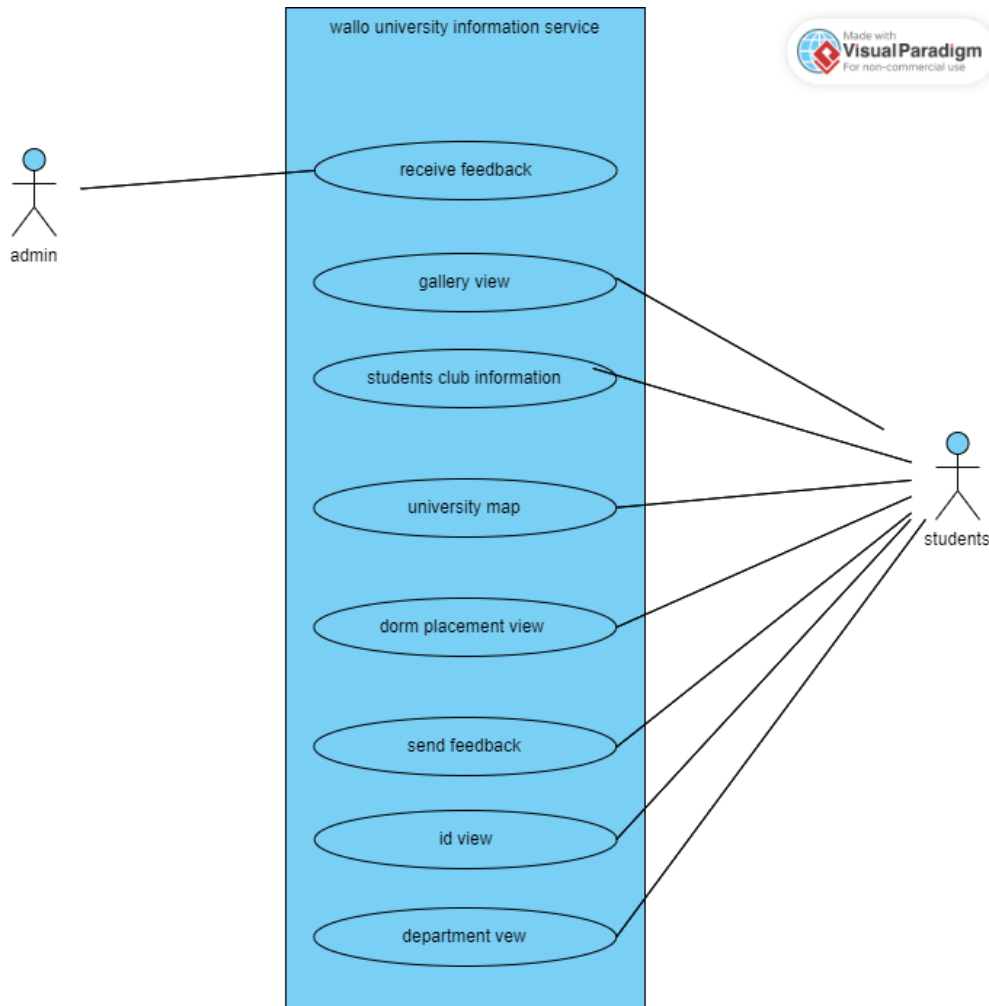 wallo university information service
Made with
Visual Paradigm
For non-commercial use
receive feedback
admin
gallery view
students club information
university map
students
dorm placement view
send feedback
id view
department vew